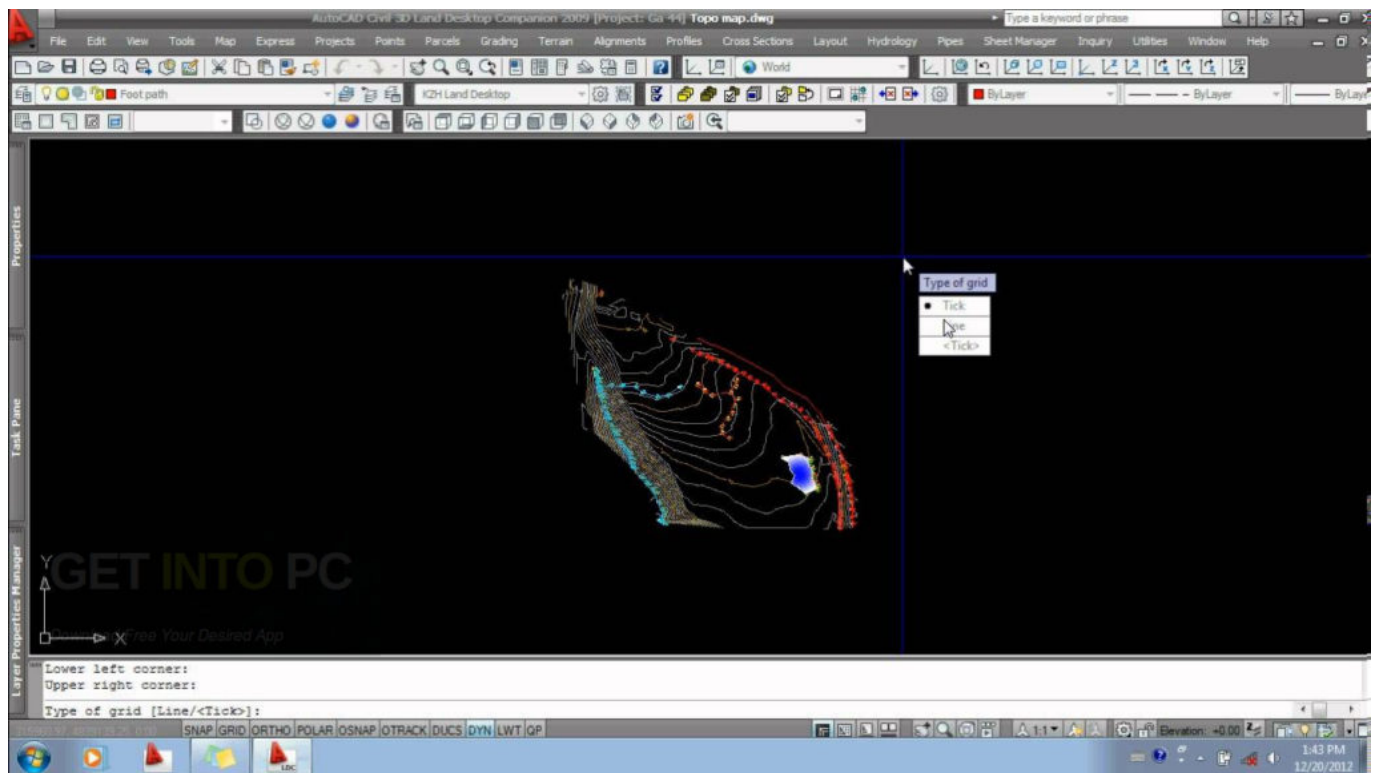 AutoCAD Civil 3D Land Desktop Companion 2009 [Project: Ga 44] Topo map.dwg
Type a keyword or phrase
File Edit View Tools Map Express Projects Points Parcels Grading Terrain Alignments Profiles Cross Sections Layout Hydrology Pipes Sheet Manager Inquiry Utilities Window Help
World
Foot path
KZH Land Desktop
ByLayer
ByLayer
ByLaye
Properties
Type of grid
Tick
<Tick>
Task Pane
GET INTO PC
Download Free Your Desired App
Y
X
Layer Properties Manager
Lower left corner:
Upper right corner:
Type of grid [Line/<Tick>]:
SNAP GRID ORTHO POLAR OSNAP OTRACK DUCS DYN LWT QP
1:1
Elevation: +0.00
LDC
1:43 PM
12/20/2012